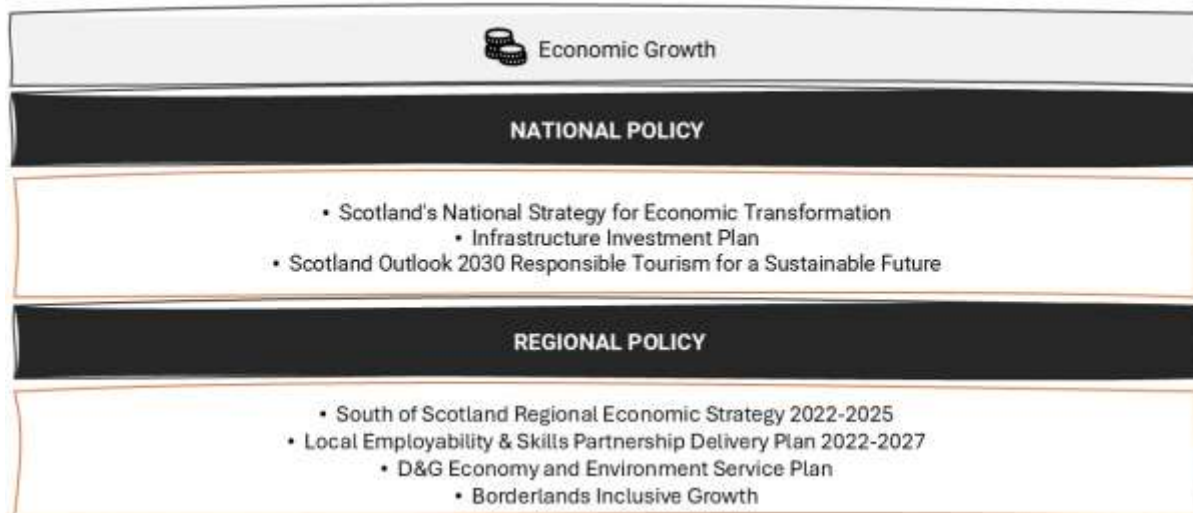 Economic Growth
NATIONAL POLICY
• Scotland's National Strategy for Economic Transformation
• Infrastructure Investment Plan
• Scotland Outlook 2030 Responsible Tourism for a Sustainable Future
REGIONAL POLICY
• South of Scotland Regional Economic Strategy 2022-2025
• Local Employability & Skills Partnership Delivery Plan 2022-2027
• D&G Economy and Environment Service Plan
• Borderlands Inclusive Growth